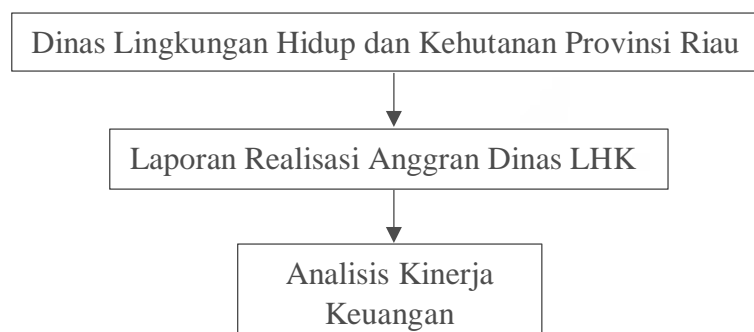 Dinas Lingkungan Hidup dan Kehutanan Provinsi Riau
Laporan Realisasi Anggran Dinas LHK
Analisis Kinerja
Keuangan